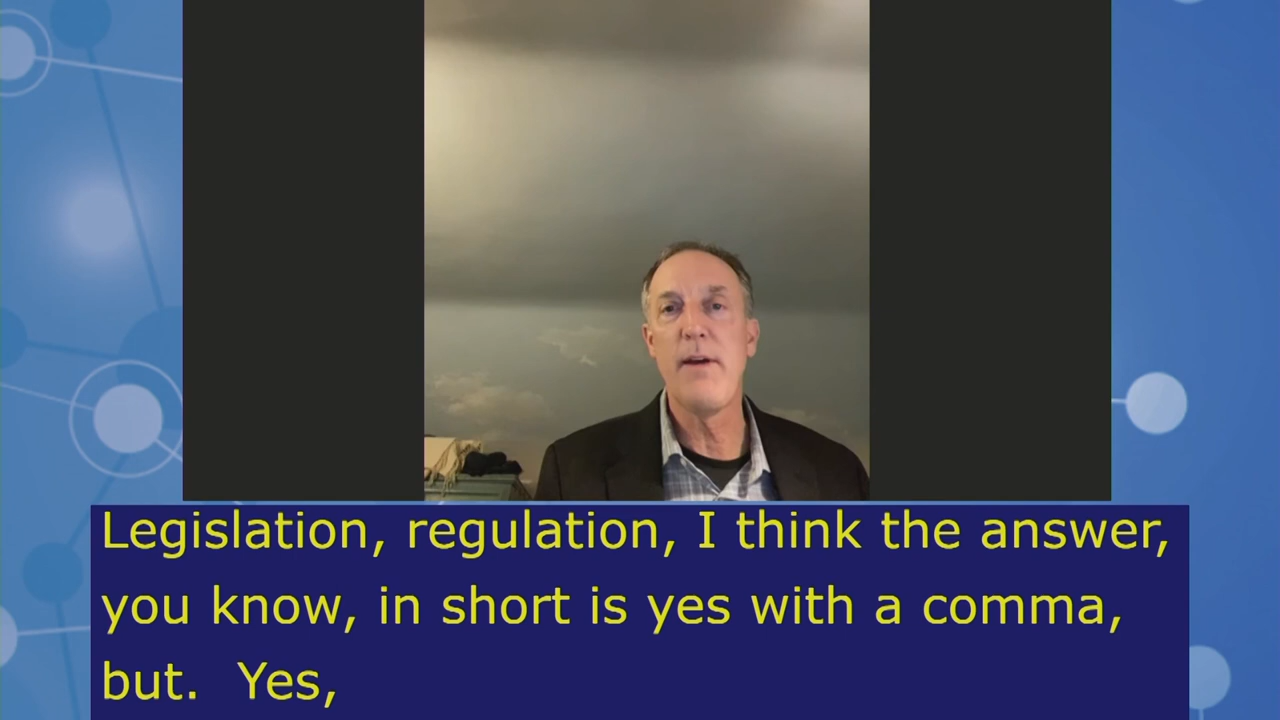 Legislation, regulation, I think the answer,
you know, in short is yes with a comma,
but.  Yes,